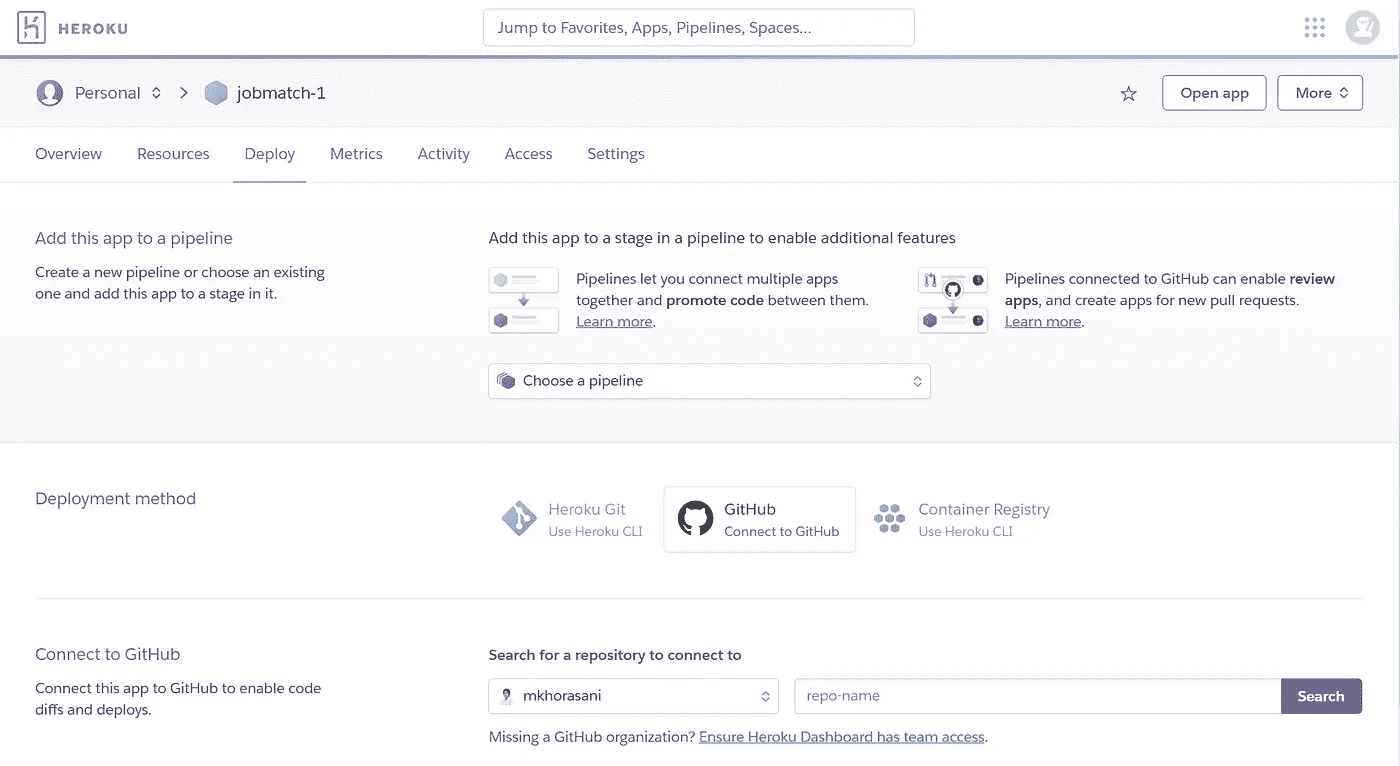 HEROKU
Jump to Favorites, Apps, Pipelines, Spaces...
Personal
jobmatch-1
Open app
More
Overview
Resources
Deploy
Metrics
Activity
Access
Settings
Add this app to a pipeline
Create a new pipeline or choose an existing
one and add this app to a stage in it.
Add this app to a stage in a pipeline to enable additional features
Pipelines let you connect multiple apps
together and promote code between them.
Learn more.
Pipelines connected to GitHub can enable review
apps, and create apps for new pull requests.
Learn more.
Choose a pipeline
Deployment method
Heroku Git
Use Heroku CLI
GitHub
Connect to GitHub
Container Registry
Use Heroku CLI
Connect to GitHub
Connect this app to GitHub to enable code
diffs and deploys.
Search for a repository to connect to
mkhorasani
repo-name
Search
Missing a GitHub organization? Ensure Heroku Dashboard has team access.